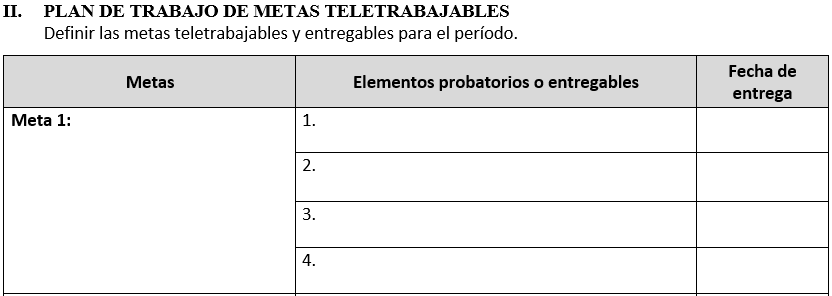 II. PLAN DE TRABAJO DE METAS TELETRABAJABLES
Definir las metas teletrabajables y entregables para el período.
Metas
Elementos probatorios o entregables
Fecha de
entrega
Meta 1:
1.
2.
3.
4.